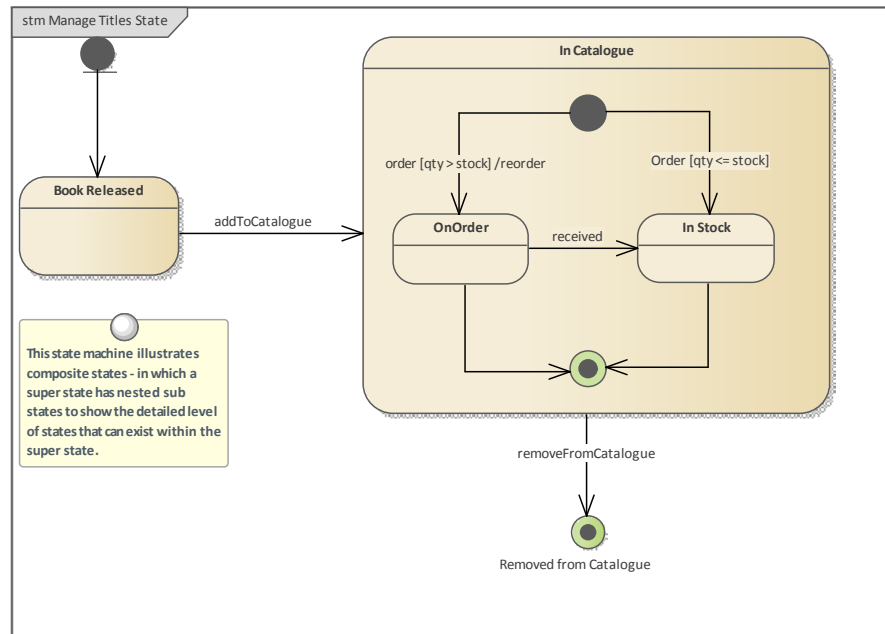 stm Manage Titles State
In Catalogue
order [qty > stock] /reorder
Order [qty <= stock]
Book Released
addToCatalogue
OnOrder
received
In Stock
This state machine illustrates
composite states - in which a
super state has nested sub
states to show the detailed level
of states that can exist within the
super state.
removeFromCatalogue
Removed from Catalogue